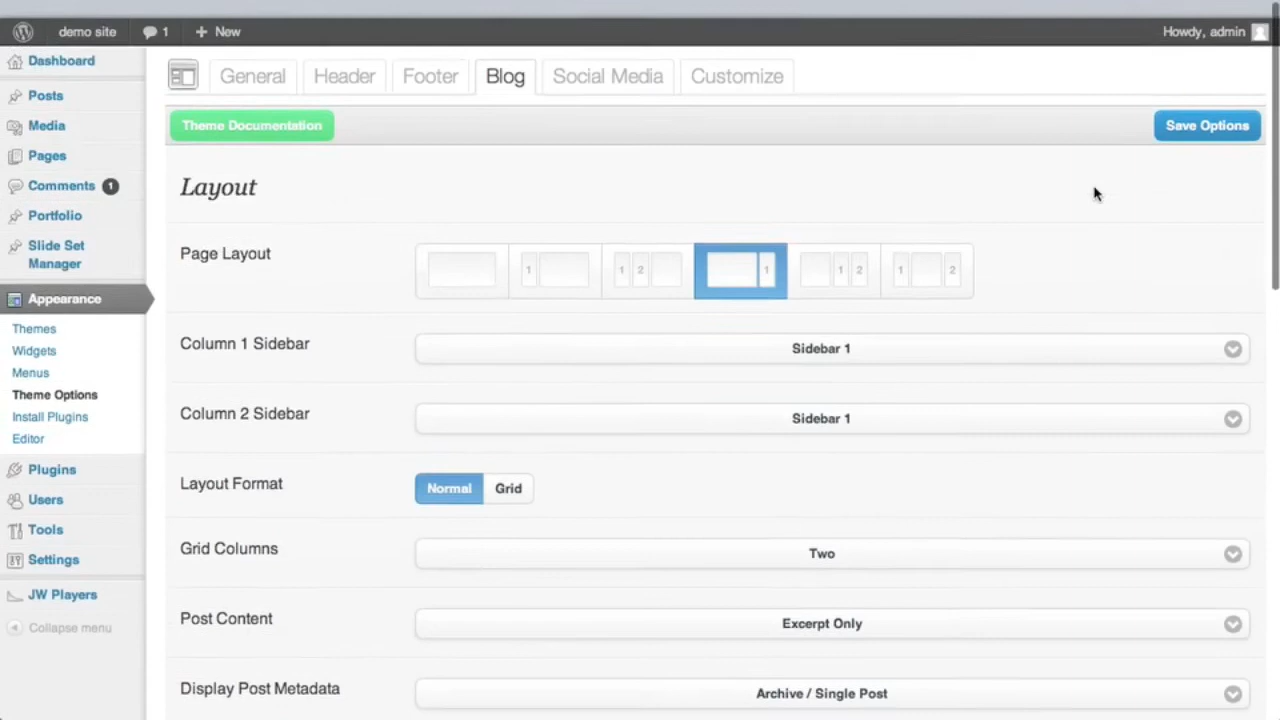 demo site 1 New Howdy, admin
Dashboard
Posts
Media
Pages
Comments 1
Portfolio
Slide Set
Manager
Appearance
Themes
Widgets
Menus
Theme Options
Install Plugins
Editor
Plugins
Users
Tools
Settings
JW Players
Collapse menu
General Header Footer Blog Social Media Customize
Theme Documentation Save Options
Layout
Page Layout 1 1 2 1 1 2 1 2
Column 1 Sidebar Sidebar 1
Column 2 Sidebar Sidebar 1
Layout Format Normal Grid
Grid Columns Two
Post Content Excerpt Only
Display Post Metadata Archive / Single Post